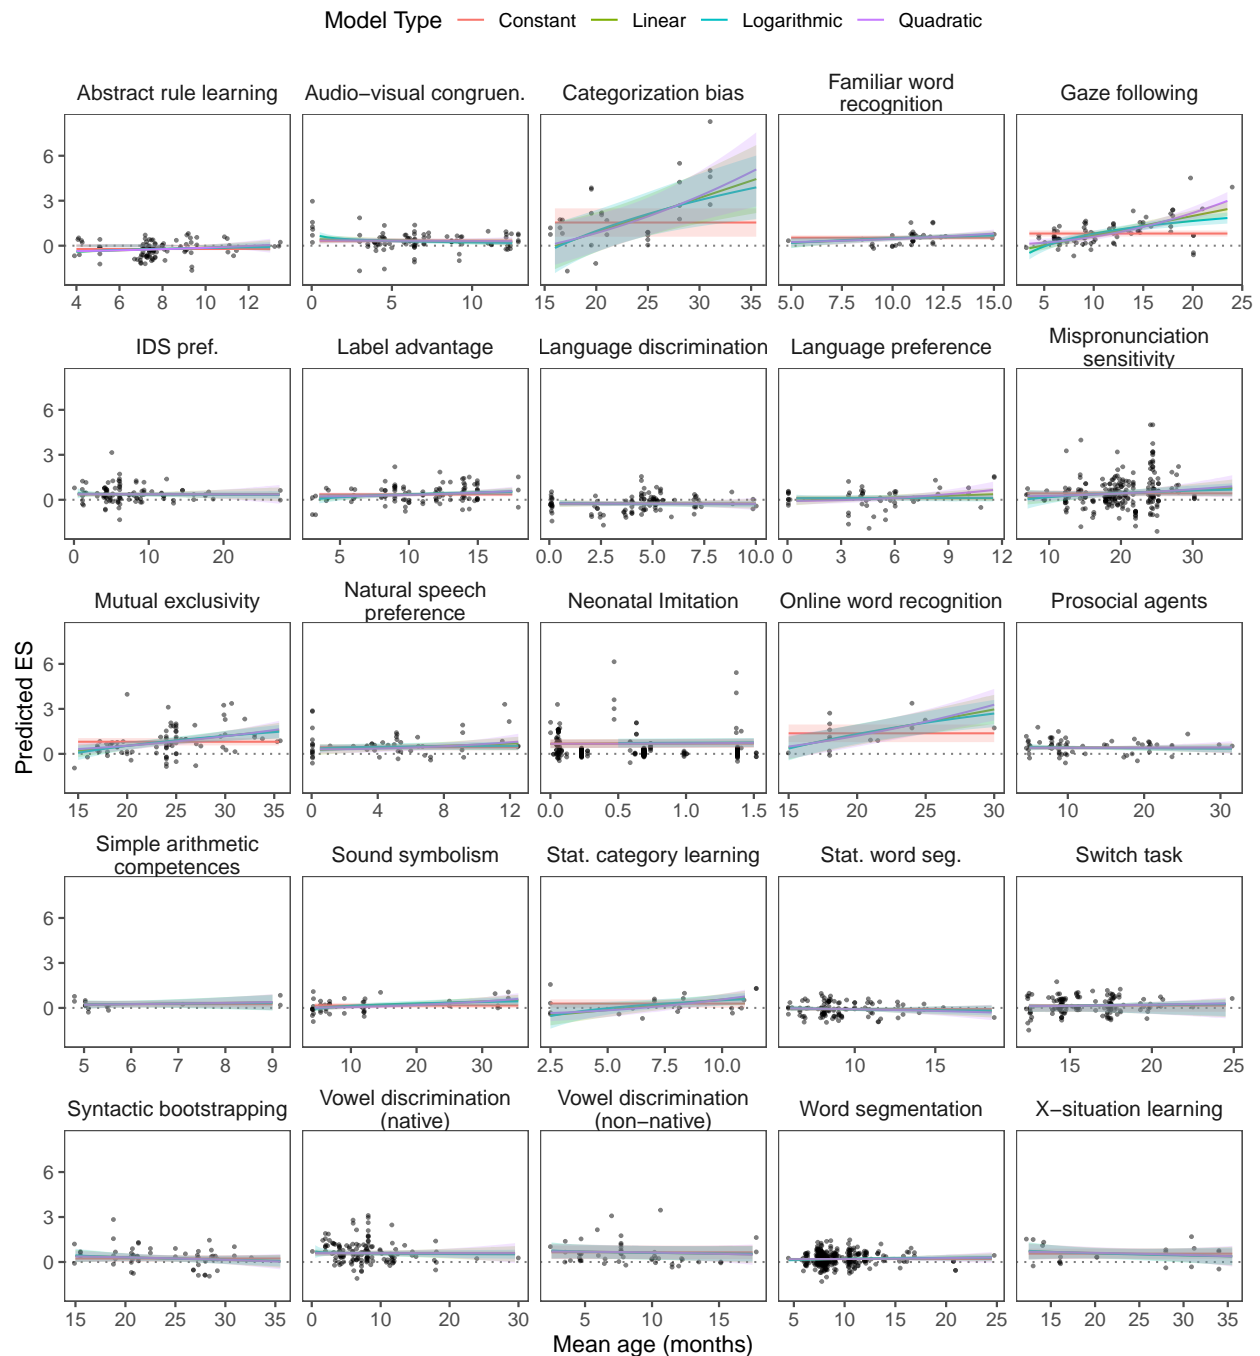 Model Type Constant Linear Logarithmic Quadratic
Abstract rule learning Audio−visual congruen. Categorization bias Familiar word recognition Gaze following
6
3
0
4 6 8 10 12
0 5 10
15 20 25 30 35
5.0 7.5 10.0 12.5 15.0
5 10 15 20 25
IDS pref. Label advantage Language discrimination Language preference Mispronunciation sensitivity
6
3
0
0 10 20
5 10 15
0.0 2.5 5.0 7.5 10.0
0 3 6 9 12
10 20 30
Mutual exclusivity Natural speech preference Neonatal Imitation Online word recognition Prosocial agents
Predicted ES
6
3
0
15 20 25 30 35
0 4 8 12
0.0 0.5 1.0 1.5
15 20 25 30
10 20 30
Simple arithmetic competences Sound symbolism Stat. category learning Stat. word seg. Switch task
6
3
0
5 6 7 8 9
10 20 30
2.5 5.0 7.5 10.0
10 15
15 20 25
Syntactic bootstrapping Vowel discrimination (native) Vowel discrimination (non−native) Word segmentation X−situation learning
6
3
0
15 20 25 30 35
0 10 20 30
5 10 15
5 10 15 20 25
15 20 25 30 35
Mean age (months)